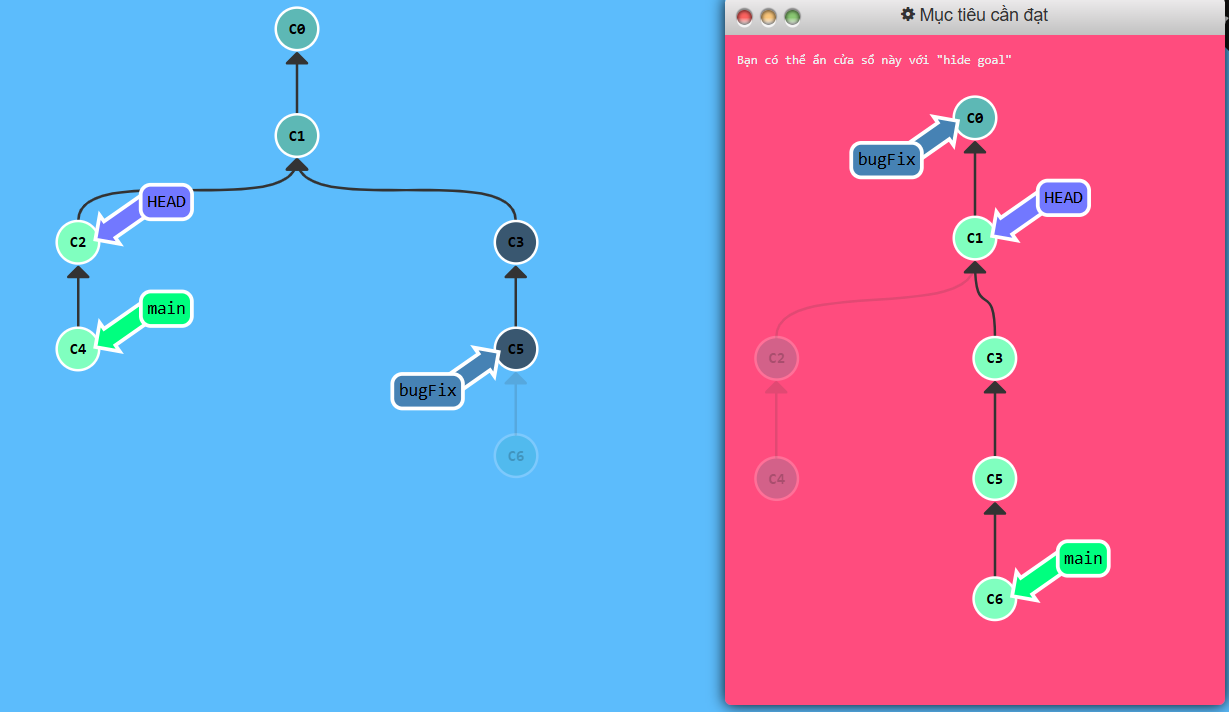 C0
C1
HEAD
C2
C3
main
C4
C5
bugFix
C6
Mục tiêu cần đạt
Bạn có thể ẩn cửa sổ này với "hide goal"
C0
bugFix
HEAD
C1
C2
C3
C4
C5
main
C6